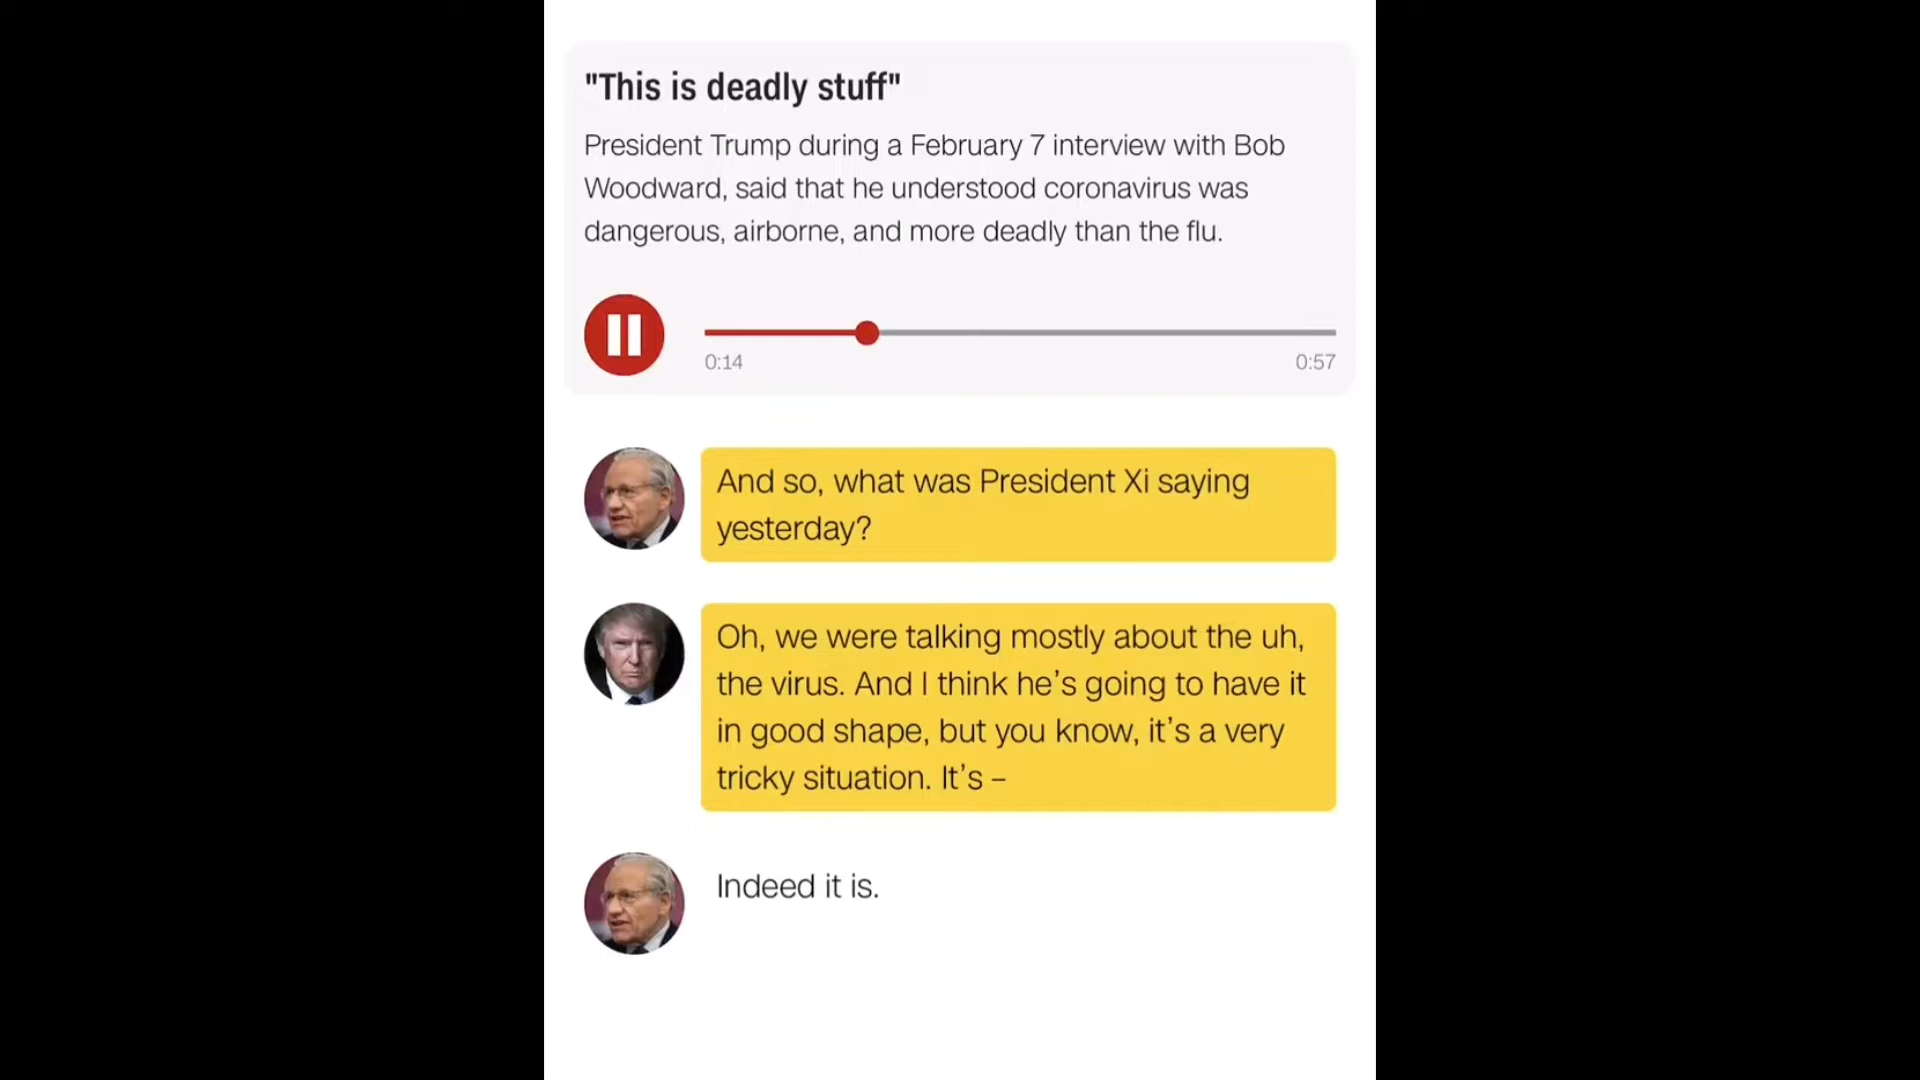 "This is deadly stuff"
President Trump during a February 7 interview with Bob
Woodward, said that he understood coronavirus was
dangerous, airborne, and more deadly than the flu.
0:14
0:57
And so, what was President Xi saying
yesterday?
Oh, we were talking mostly about the uh,
the virus. And I think he’s going to have it
in good shape, but you know, it’s a very
tricky situation. It’s –
Indeed it is.